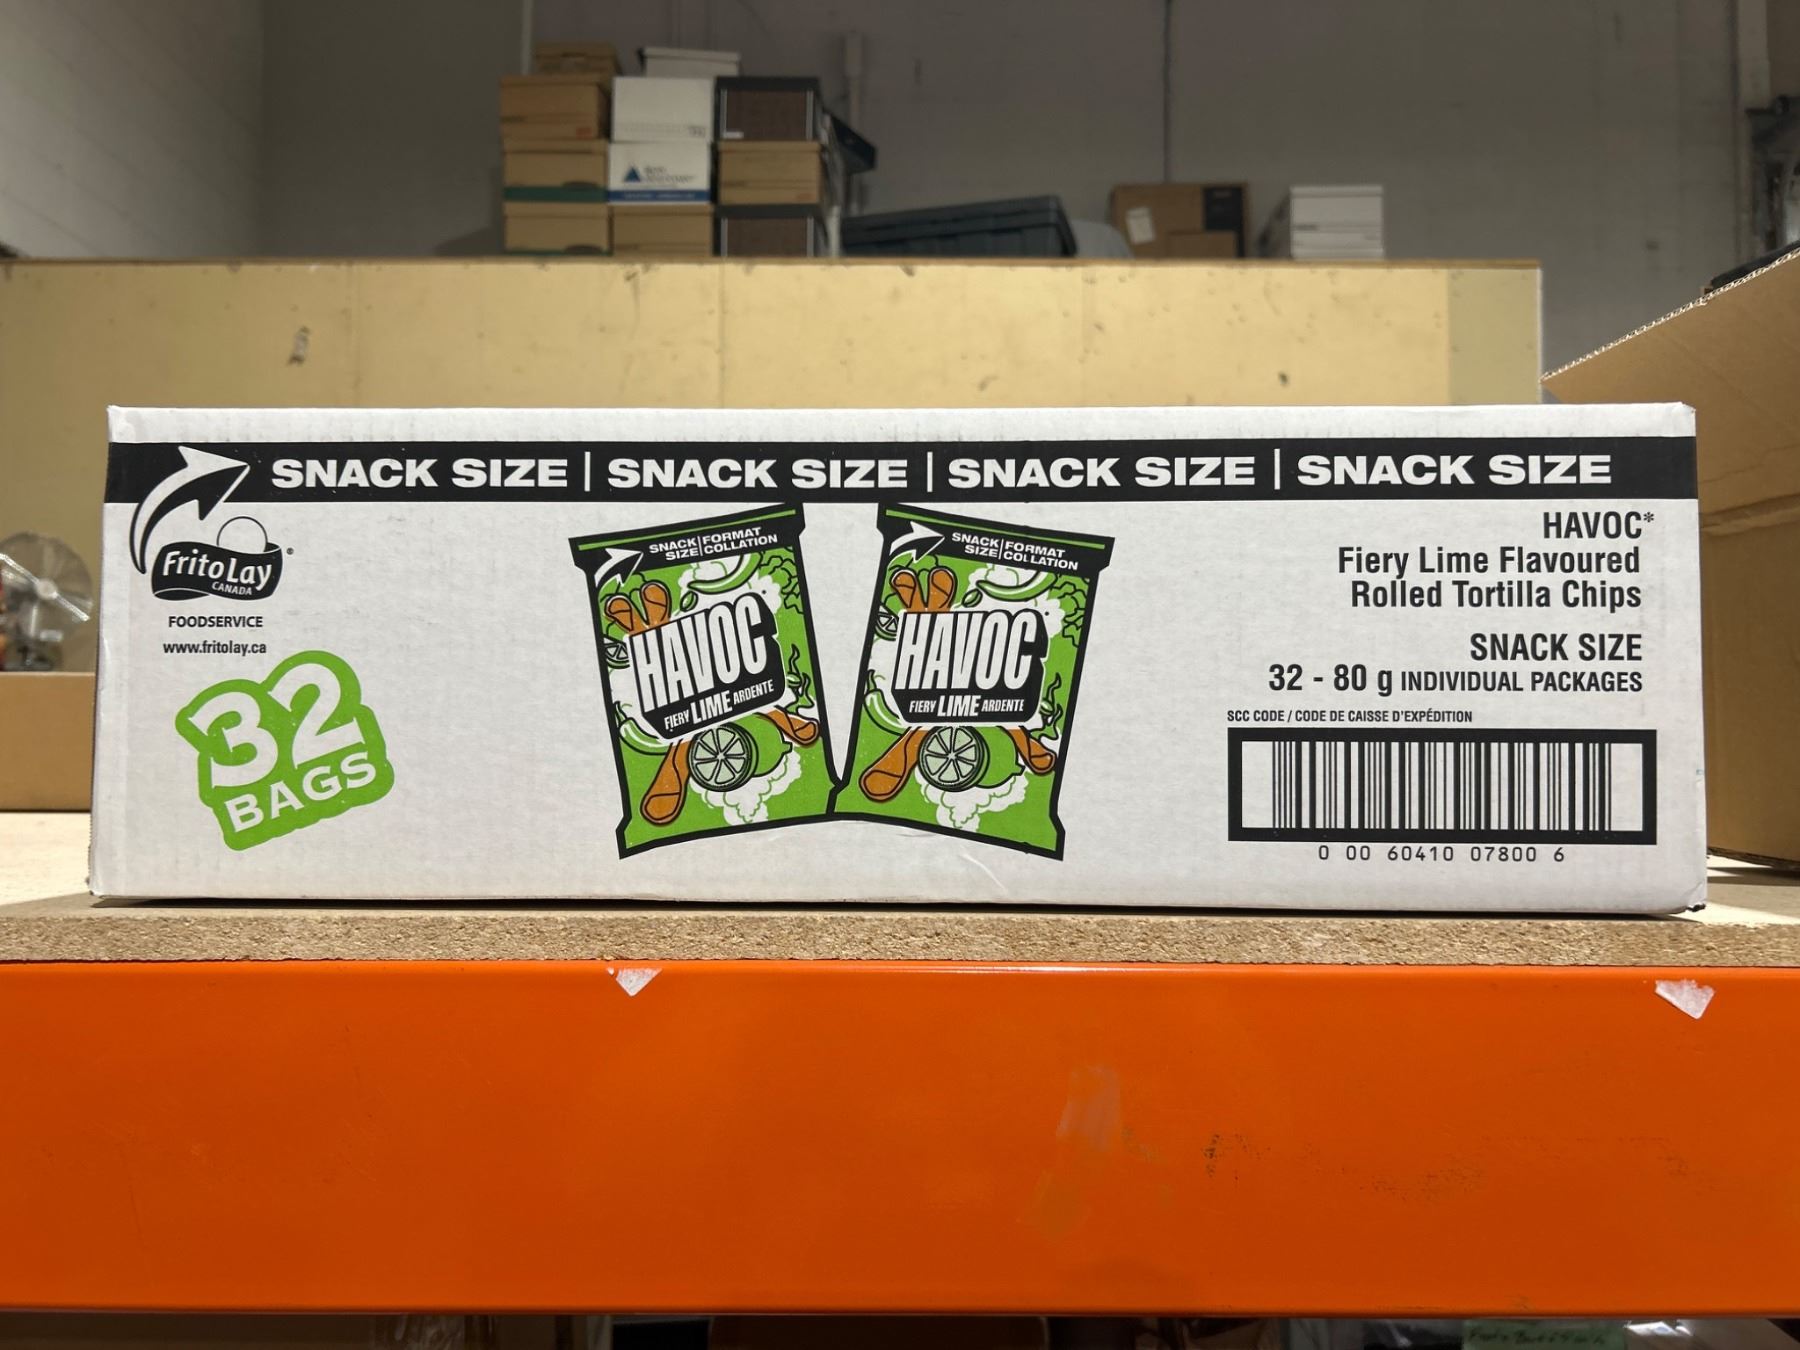 SNACK SIZE | SNACK SIZE | SNACK SIZE | SNACK SIZE
Frito Lay
CANADA
FOODSERVICE
www.fritolay.ca
32
BAGS
SNACK SIZE | FORMAT COLLATION
HAVOC
FIERY LIME ARDENTE
SNACK SIZE | FORMAT COLLATION
HAVOC
FIERY LIME ARDENTE
HAVOC*
Fiery Lime Flavoured
Rolled Tortilla Chips
SNACK SIZE
32 - 80 g INDIVIDUAL PACKAGES
SCC CODE / CODE DE CAISSE D'EXPÉDITION
0 00 60410 07800 6